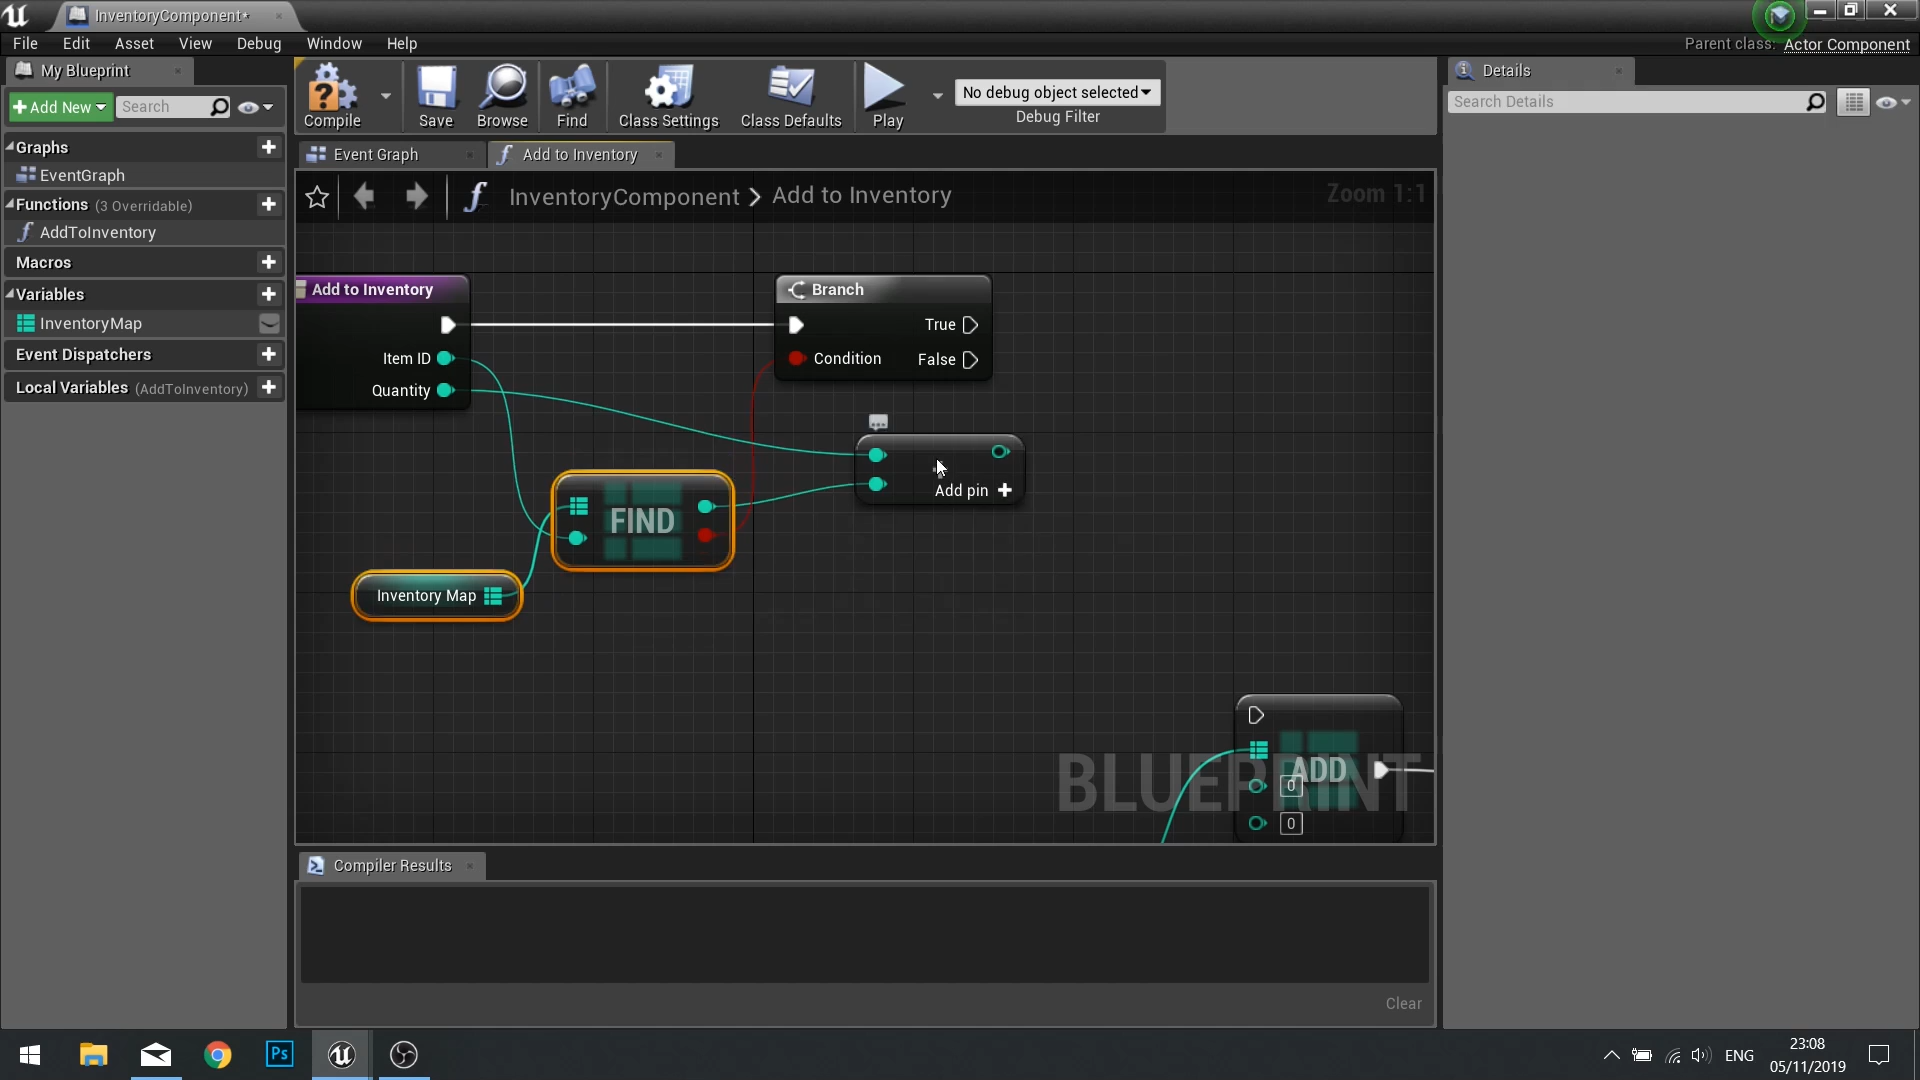 InventoryComponent*
File Edit Asset View Debug Window Help
Parent class: Actor Component
My Blueprint
Add New
Search
Graphs
EventGraph
Functions (3 Overridable)
AddToInventory
Macros
Variables
InventoryMap
Event Dispatchers
Local Variables (AddToInventory)
Compile
Save
Browse
Find
Class Settings
Class Defaults
Play
No debug object selected
Debug Filter
Event Graph
Add to Inventory
InventoryComponent > Add to Inventory
Zoom 1:1
Add to Inventory
Item ID
Quantity
Branch
True
Condition
False
Add pin
FIND
Inventory Map
ADD
0
0
BLUEPRINT
Compiler Results
Clear
Details
Search Details
Ps
ENG
23:08
05/11/2019